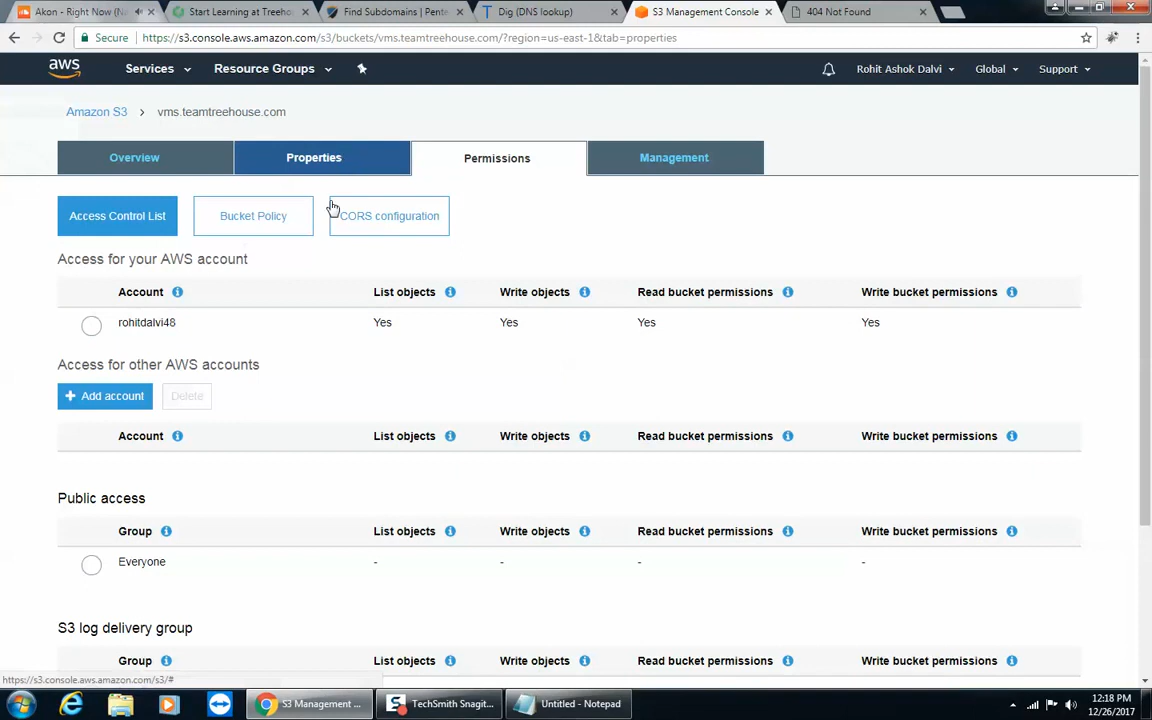 Akon - Right Now (Na
Start Learning at Treeho
Find Subdomains | Pente
Dig (DNS lookup)
S3 Management Console
404 Not Found
Secure
https://s3.console.aws.amazon.com/s3/buckets/vms.teamtreehouse.com/?region=us-east-1&tab=properties
aws
Services
Resource Groups
Rohit Ashok Dalvi
Global
Support
Amazon S3 > vms.teamtreehouse.com
Overview
Properties
Permissions
Management
Access Control List
Bucket Policy
CORS configuration
Access for your AWS account
Account List objects Write objects Read bucket permissions Write bucket permissions
rohitdalvi48 Yes Yes Yes Yes
Access for other AWS accounts
+ Add account
Delete
Account List objects Write objects Read bucket permissions Write bucket permissions
Public access
Group List objects Write objects Read bucket permissions Write bucket permissions
Everyone - - - -
S3 log delivery group
Group List objects Write objects Read bucket permissions Write bucket permissions
https://s3.console.aws.amazon.com/s3/#
S3 Management ...
TechSmith Snagit...
Untitled - Notepad
12:18 PM
12/26/2017